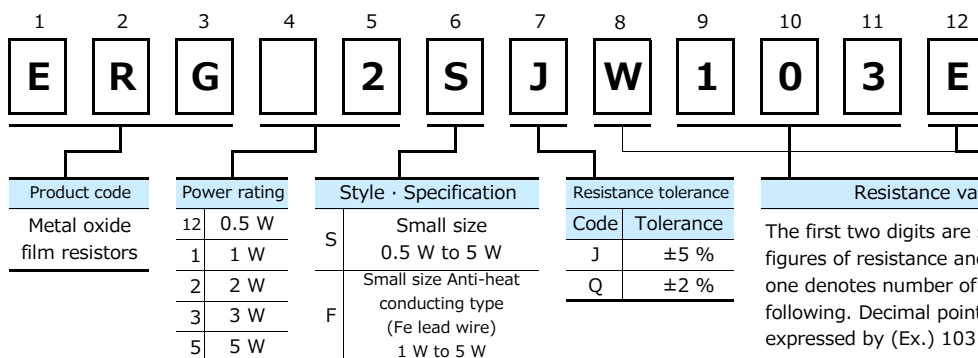 1 2 3 4 5 6 7 8 9 10 11 12
E R G 2 S J W 1 0 3 E
Product code
Metal oxide
film resistors
Power rating
12 0.5 W
1 1 W
2 2 W
3 3 W
5 5 W
Style · Specification
S Small size
0.5 W to 5 W
F Small size Anti-heat
conducting type
(Fe lead wire)
1 W to 5 W
Resistance tolerance
Code Tolerance
J ±5 %
Q ±2 %
Resistance va
The first two digits are
figures of resistance and
one denotes number of
following. Decimal point
expressed by (Ex.) 103